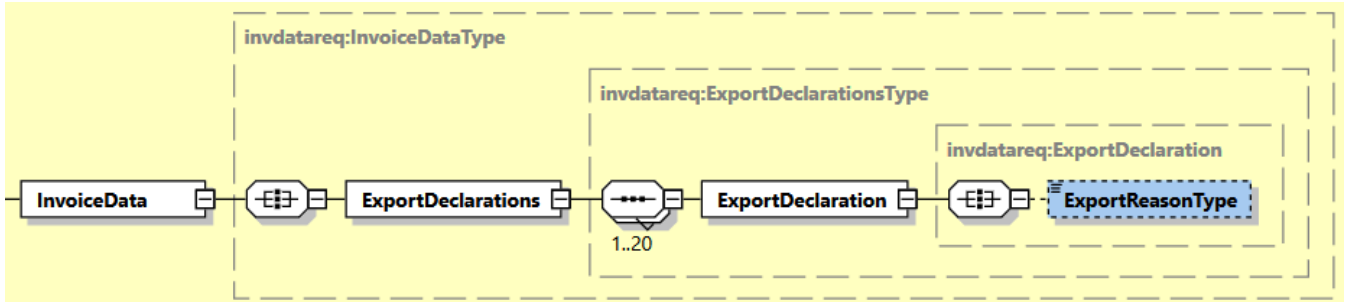 invdatareq:InvoiceDataType
invdatareq:ExportDeclarationsType
invdatareq:ExportDeclaration
InvoiceData
ExportDeclarations
ExportDeclaration
ExportReasonType
1..20